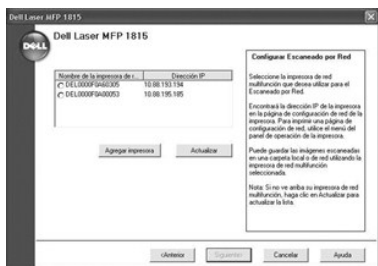 Dell Laser MFP 1815
DELL
Dell Laser MFP 1815
Nombre de la impresora de r...
Dirección IP
DEL0000F0A60305
10.88.193.194
DEL0000F0A00053
10.88.195.185
Agregar impresora
Actualizar
Configurar Escaneado por Red
Seleccione la impresora de red
multifunción que desea utilizar para el
Escaneado por Red.
Encontrará la dirección IP de la impresora
en la página de configuración de red de la
impresora. Para imprimir una página de
configuración de red, utilice el menú del
panel de operación de la impresora.
Puede guardar las imágenes escaneadas
en una carpeta local o de red utilizando la
impresora de red multifunción
seleccionada.
Nota: Si no ve arriba su impresora de red
multifunción, haga clic en Actualizar para
actualizar la lista.
<Anterior
Siguiente>
Cancelar
Ayuda